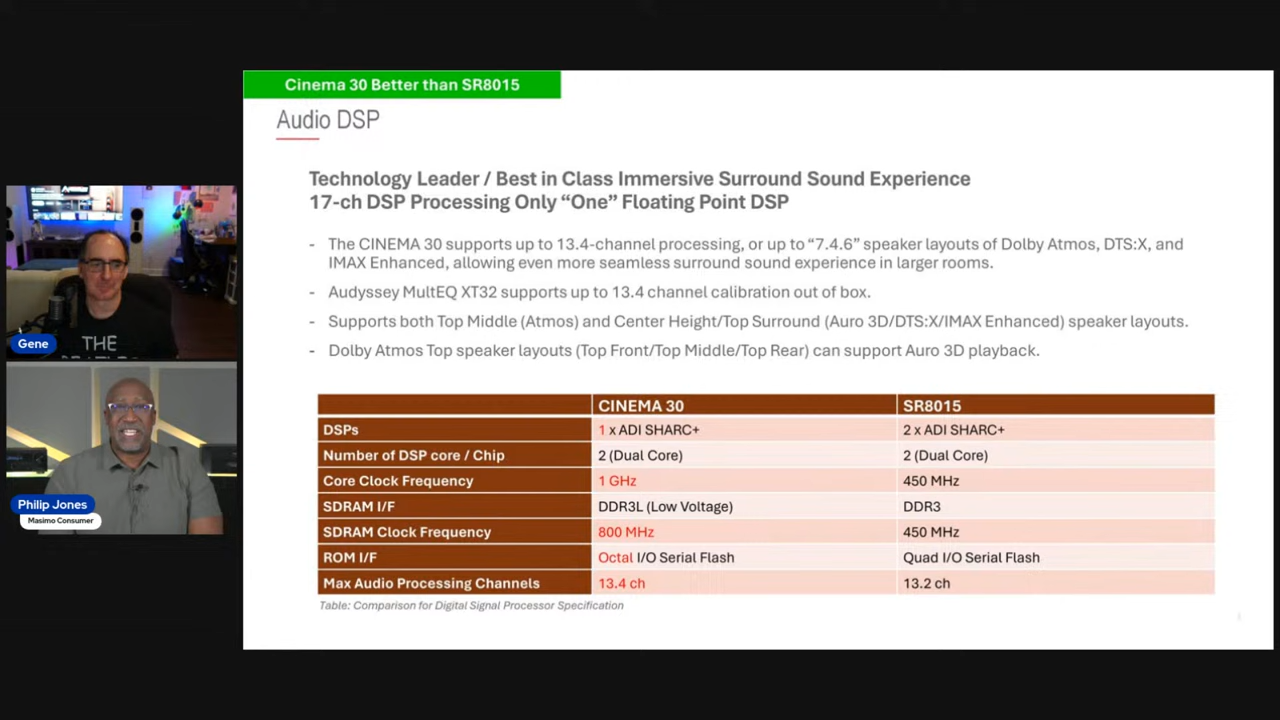 Cinema 30 Better than SR8015
Audio DSP
Technology Leader / Best in Class Immersive Surround Sound Experience
17-ch DSP Processing Only “One” Floating Point DSP
- The CINEMA 30 supports up to 13.4-channel processing, or up to “7.4.6” speaker layouts of Dolby Atmos, DTS:X, and
IMAX Enhanced, allowing even more seamless surround sound experience in larger rooms.
- Audyssey MultEQ XT32 supports up to 13.4 channel calibration out of box.
- Supports both Top Middle (Atmos) and Center Height/Top Surround (Auro 3D/DTS:X/IMAX Enhanced) speaker layouts.
- Dolby Atmos Top speaker layouts (Top Front/Top Middle/Top Rear) can support Auro 3D playback.
CINEMA 30 SR8015
DSPs 1 x ADI SHARC+ 2 x ADI SHARC+
Number of DSP core / Chip 2 (Dual Core) 2 (Dual Core)
Core Clock Frequency 1 GHz 450 MHz
SDRAM I/F DDR3L (Low Voltage) DDR3
SDRAM Clock Frequency 800 MHz 450 MHz
ROM I/F Octal I/O Serial Flash Quad I/O Serial Flash
Max Audio Processing Channels 13.4 ch 13.2 ch
Table: Comparison for Digital Signal Processor Specification
THE
Gene
Philip Jones
Masimo Consumer